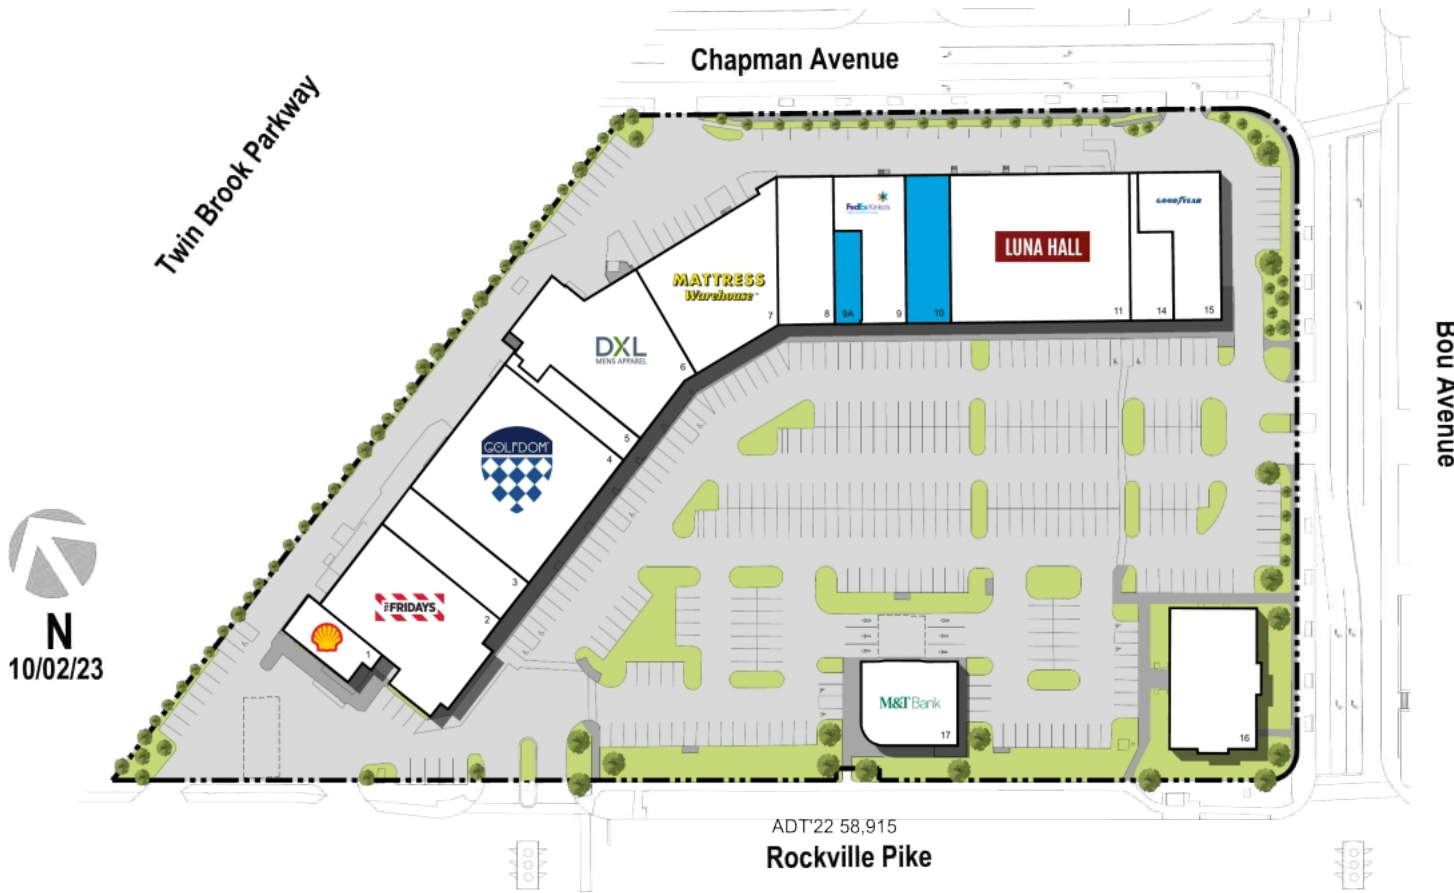 Chapman Avenue
Twin Brook Parkway
Bou Avenue
FedEx Kinko's
GOODYEAR
LUNA HALL
MATTRESS
Warehouse
7
8
9A
9
10
11
14
15
DXL
MENS APPAREL
6
5
4
GOLFDOM
3
TGI FRIDAYS
2
1
N
10/02/23
M&T Bank
17
16
ADT'22 58,915
Rockville Pike